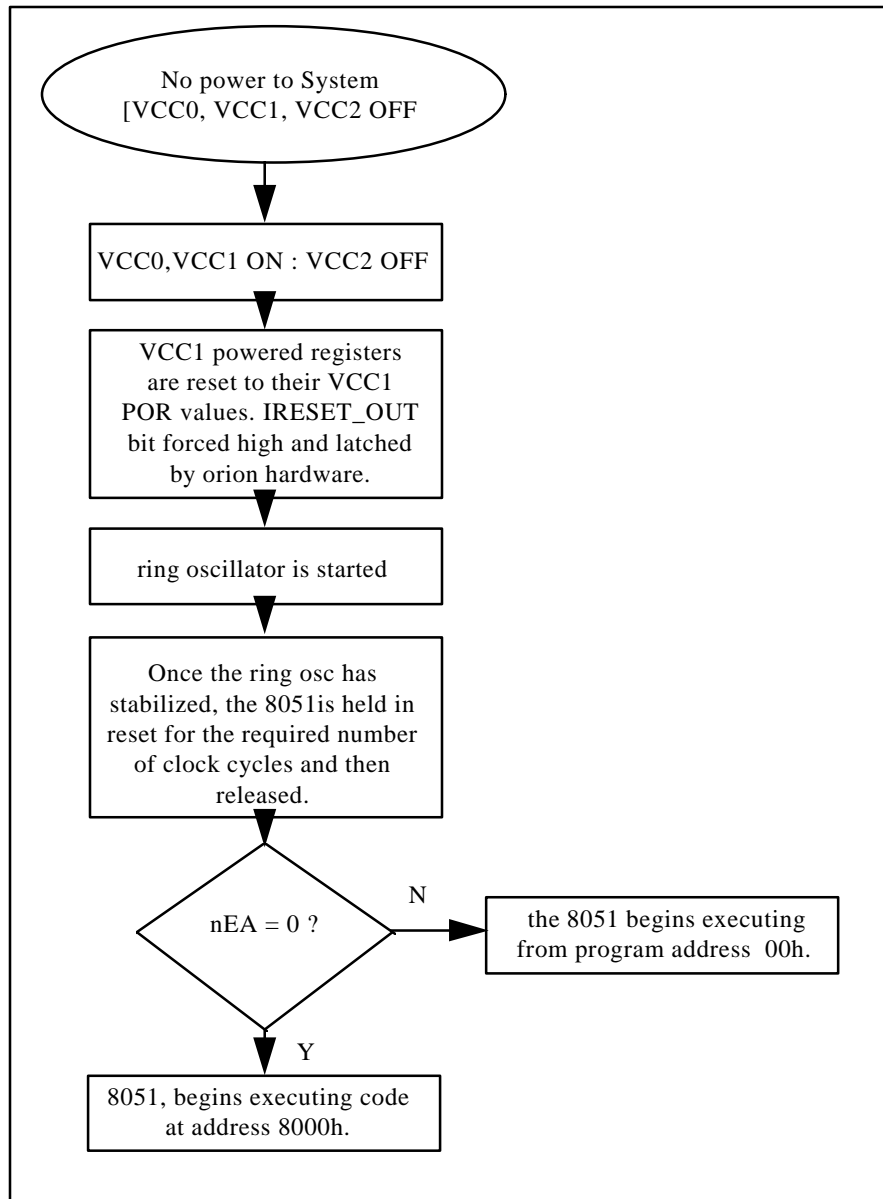 No power to System
[VCC0, VCC1, VCC2 OFF
VCC0,VCC1 ON : VCC2 OFF
VCC1 powered registers
are reset to their VCC1
POR values. IRESET_OUT
bit forced high and latched
by orion hardware.
ring oscillator is started
Once the ring osc has
stabilized, the 8051is held in
reset for the required number
of clock cycles and then
released.
nEA = 0 ?
N
the 8051 begins executing
from program address 00h.
Y
8051, begins executing code
at address 8000h.